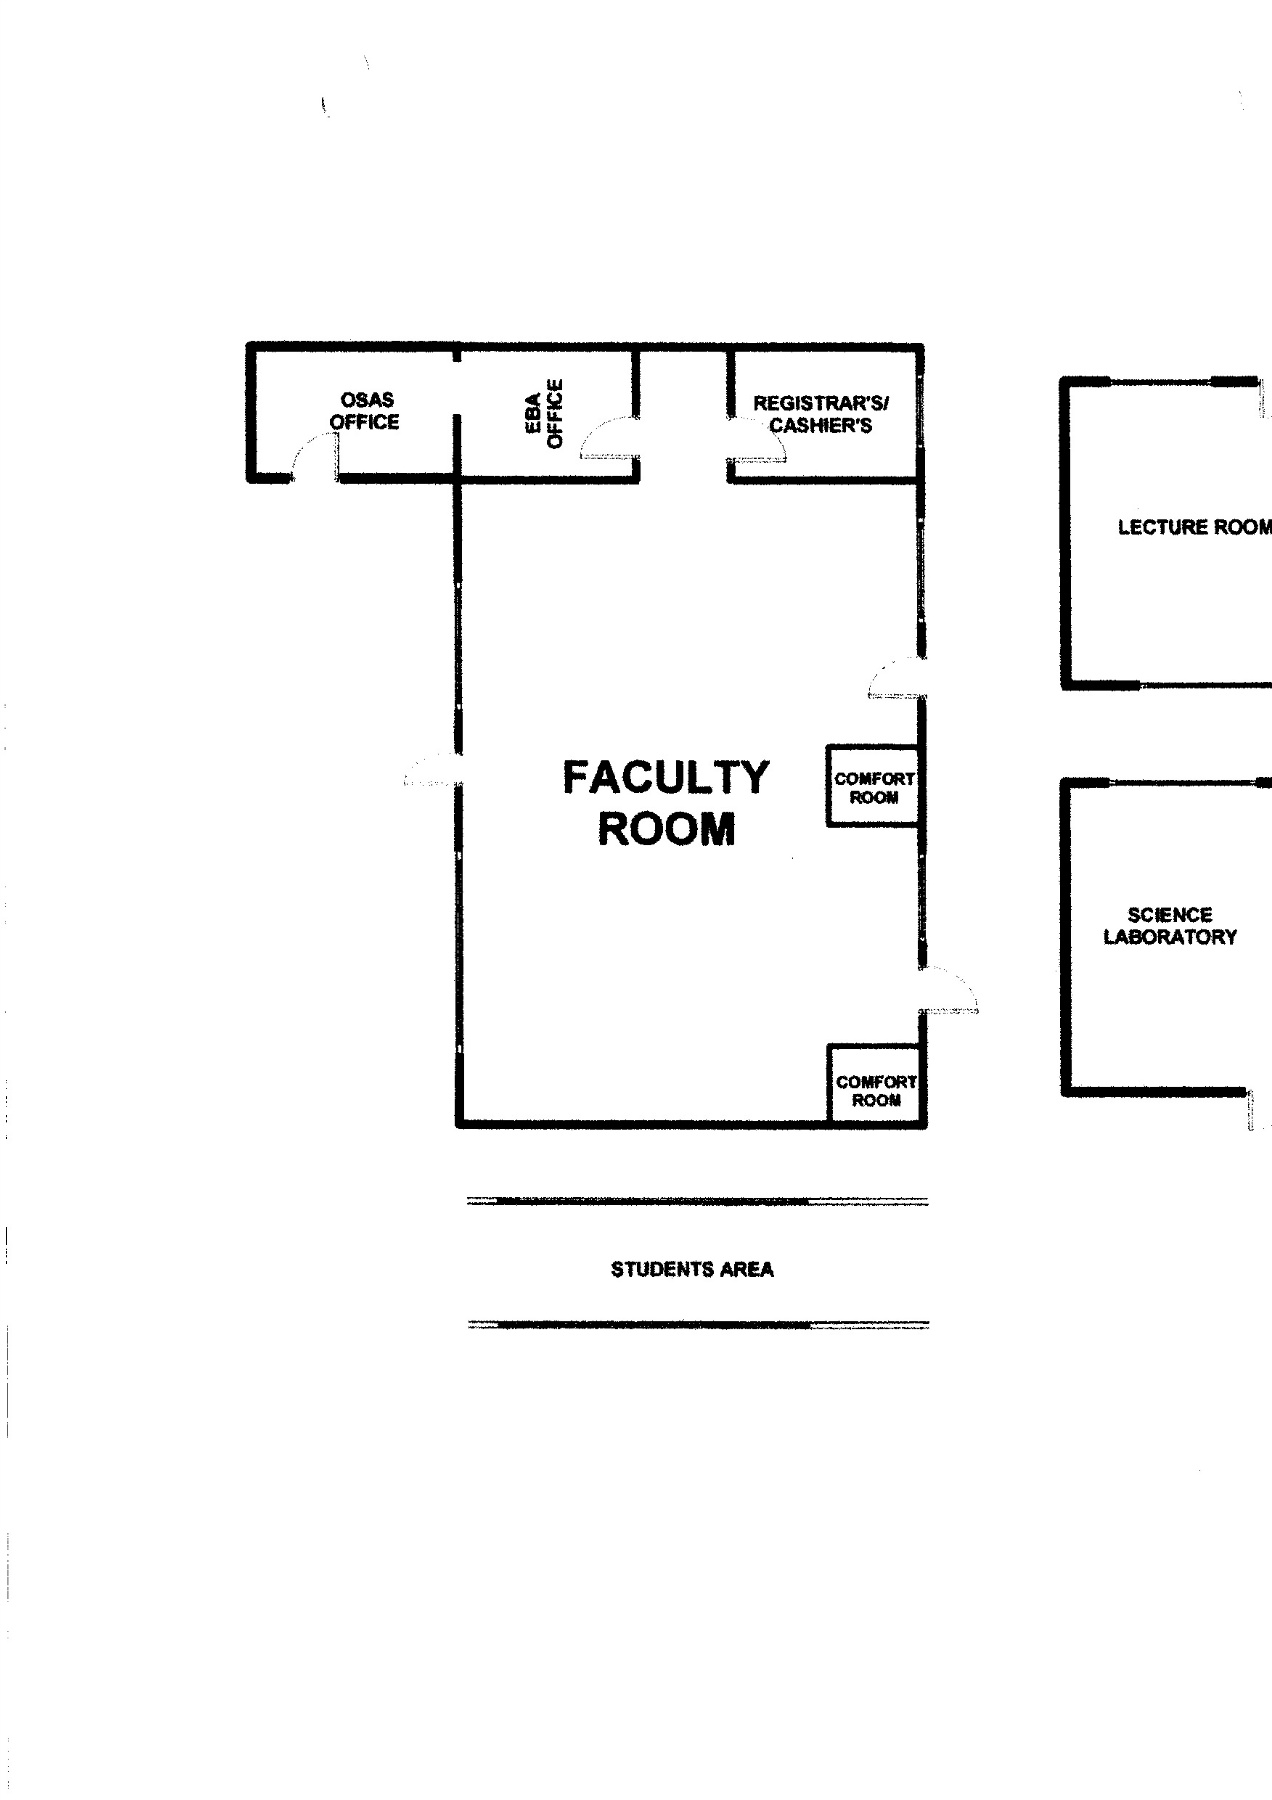 OSAS
OFFICE
EBA
OFFICE
REGISTRAR'S/
CASHIER'S
LECTURE ROOM
FACULTY
ROOM
COMFORT
ROOM
SCIENCE
LABORATORY
COMFORT
ROOM
STUDENTS AREA